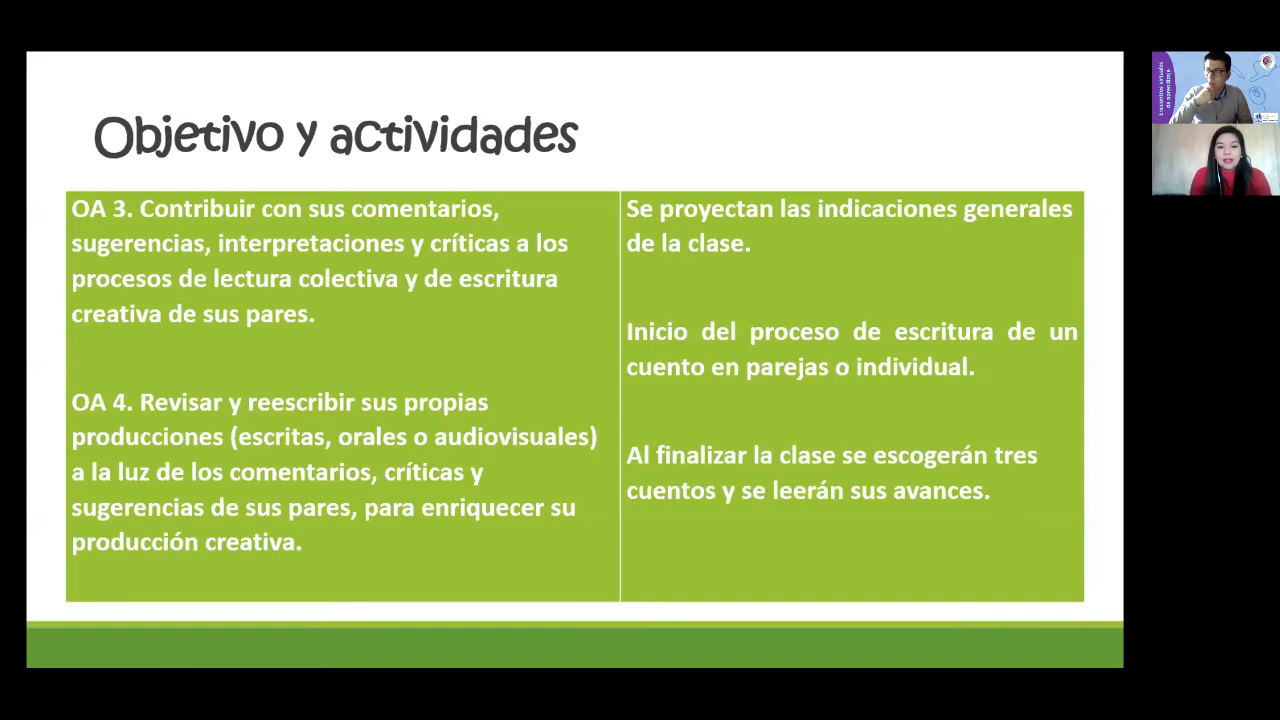 Objetivo y actividades
OA 3. Contribuir con sus comentarios,
sugerencias, interpretaciones y críticas a los
procesos de lectura colectiva y de escritura
creativa de sus pares.
OA 4. Revisar y reescribir sus propias
producciones (escritas, orales o audiovisuales)
a la luz de los comentarios, críticas y
sugerencias de sus pares, para enriquecer su
producción creativa.
Se proyectan las indicaciones generales
de la clase.
Inicio del proceso de escritura de un
cuento en parejas o individual.
Al finalizar la clase se escogerán tres
cuentos y se leerán sus avances.
Encuentros virtuales
de aprendizaje